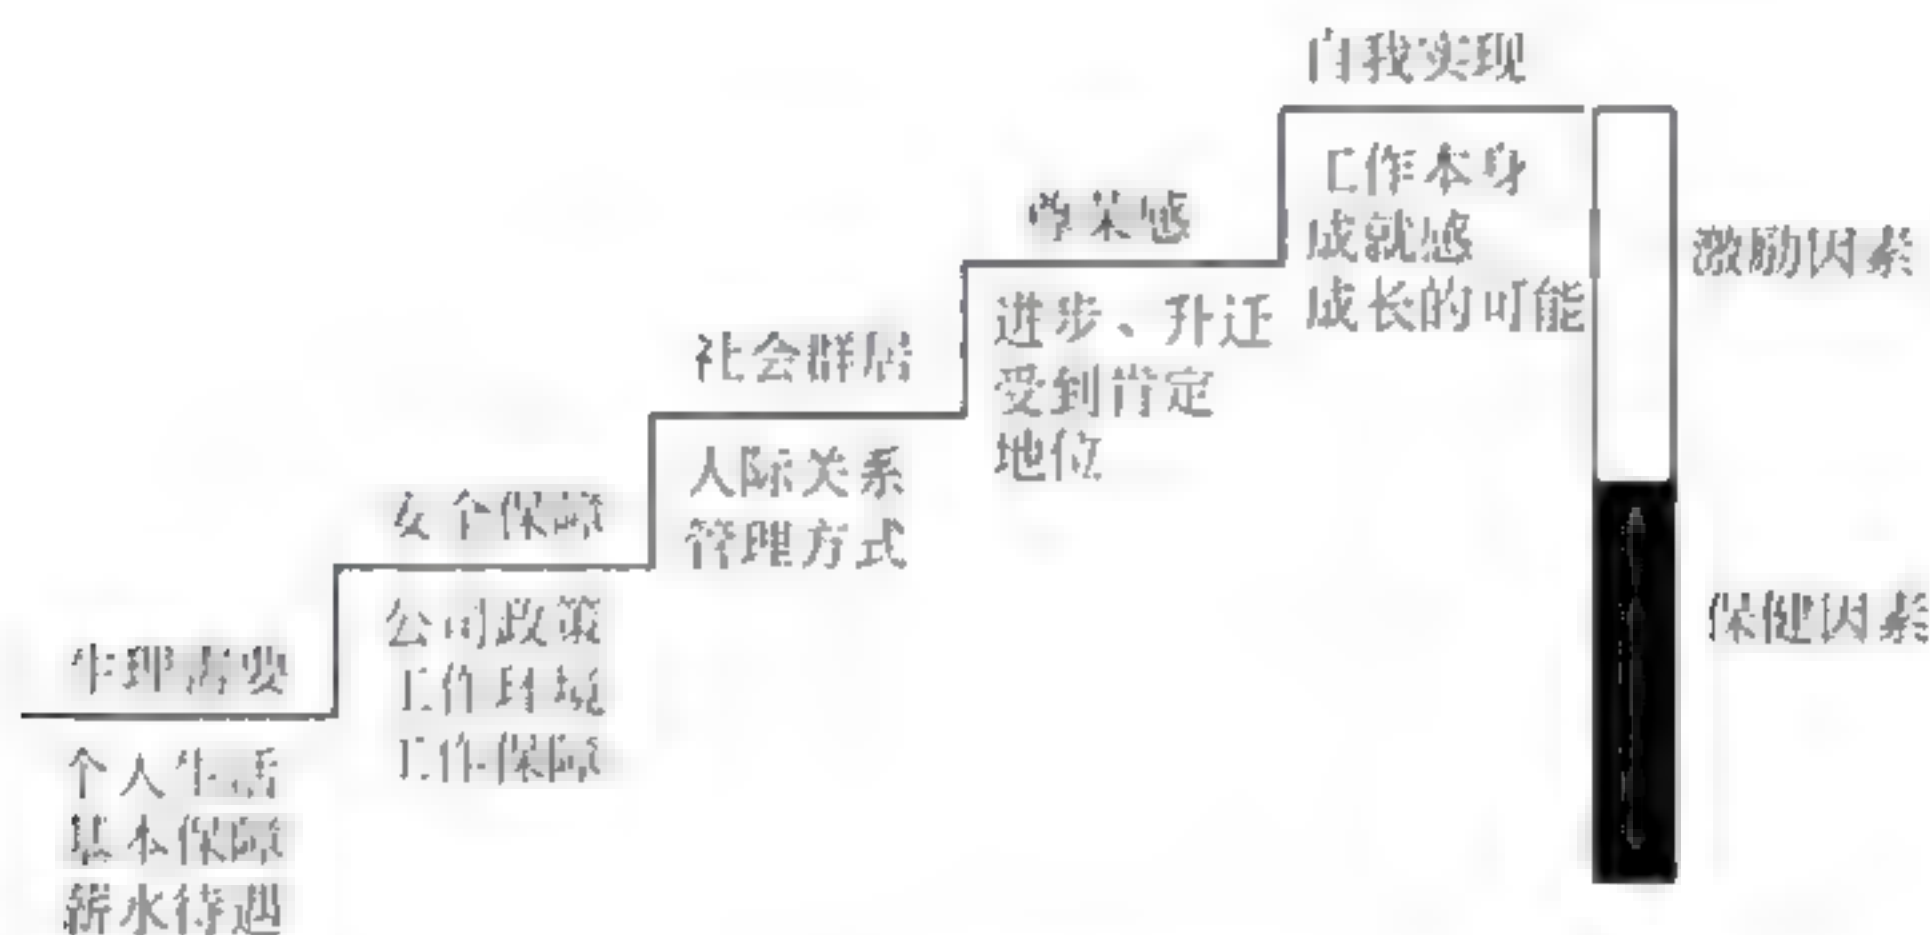 自我实现
工作本身
成就感
成长的可能
尊荣感
进步、升迁
受到肯定
地位
社会群居
人际关系
管理方式
安全保障
公司政策
工作环境
工作保障
生理需要
个人生活
基本保障
薪水待遇
激励因素
保健因素